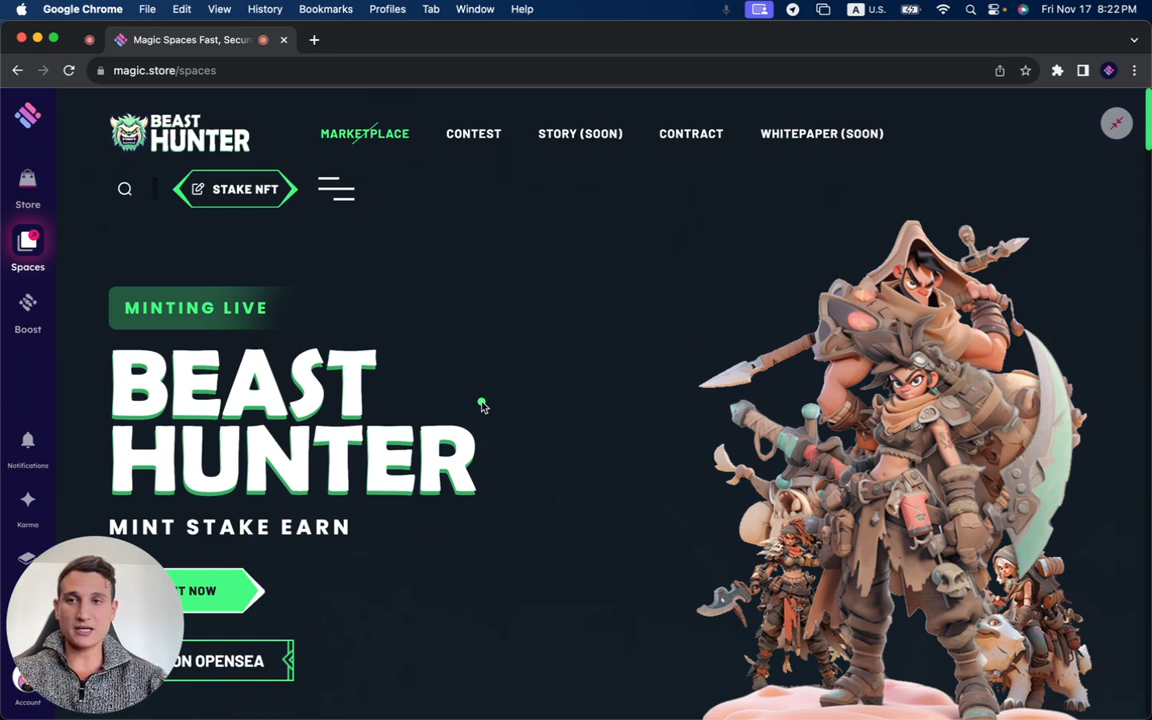 Google Chrome File Edit View History Bookmarks Profiles Tab Window Help A U.S. Fri Nov 17 8:22 PM
Magic Spaces Fast, Secur
magic.store/spaces
BEAST
HUNTER
MARKETPLACE CONTEST STORY (SOON) CONTRACT WHITEPAPER (SOON)
STAKE NFT
Store
Spaces
Boost
Notifications
Karma
Account
MINTING LIVE
BEAST
HUNTER
MINT STAKE EARN
NOW
ON OPENSEA